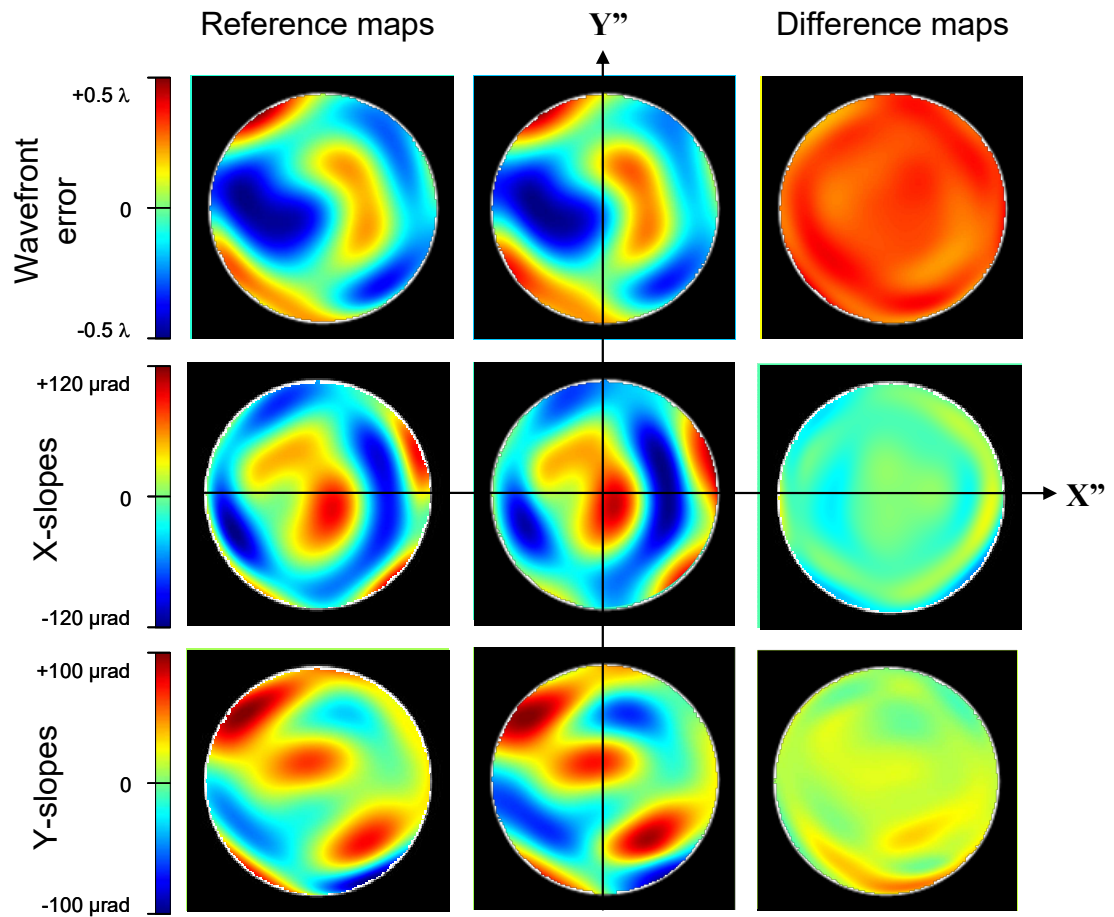 Reference maps
Y”
Difference maps
+0.5 λ
Wavefront
error
0
-0.5 λ
+120 μrad
X-slopes
0
X”
-120 μrad
+100 μrad
Y-slopes
0
-100 μrad